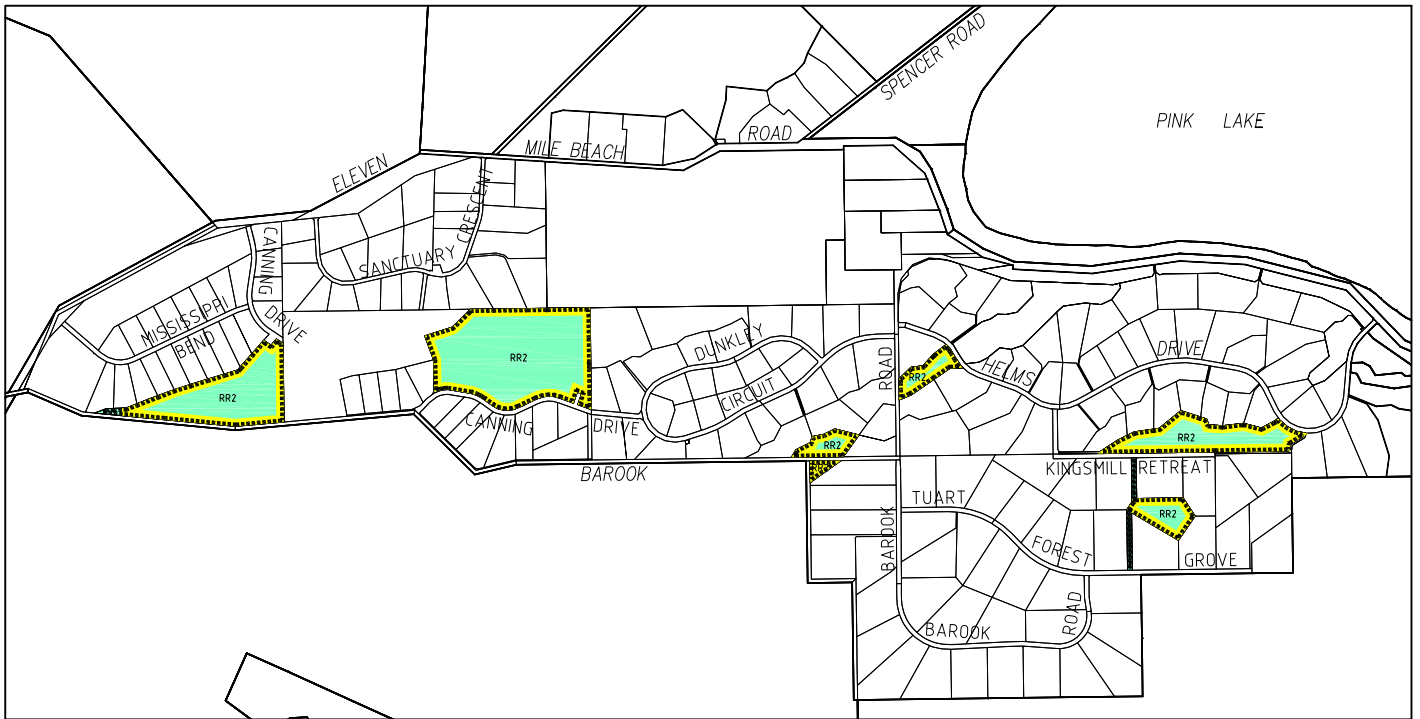 SPENCER ROAD
PINK LAKE
ROAD
MILE BEACH
ELEVEN
CRESCENT
SANCTUARY
CANNING
DRIVE
MISSISSIPPI
BEND
RR2
RR2
DUNKLEY
CIRCUIT
ROAD
RR2
HELMS
DRIVE
CANNING
DRIVE
RR2
RR2
BAROOK
KINGSMILL RETREAT
TUART
RR2
BAROOK
FOREST
GROVE
ROAD
BAROOK